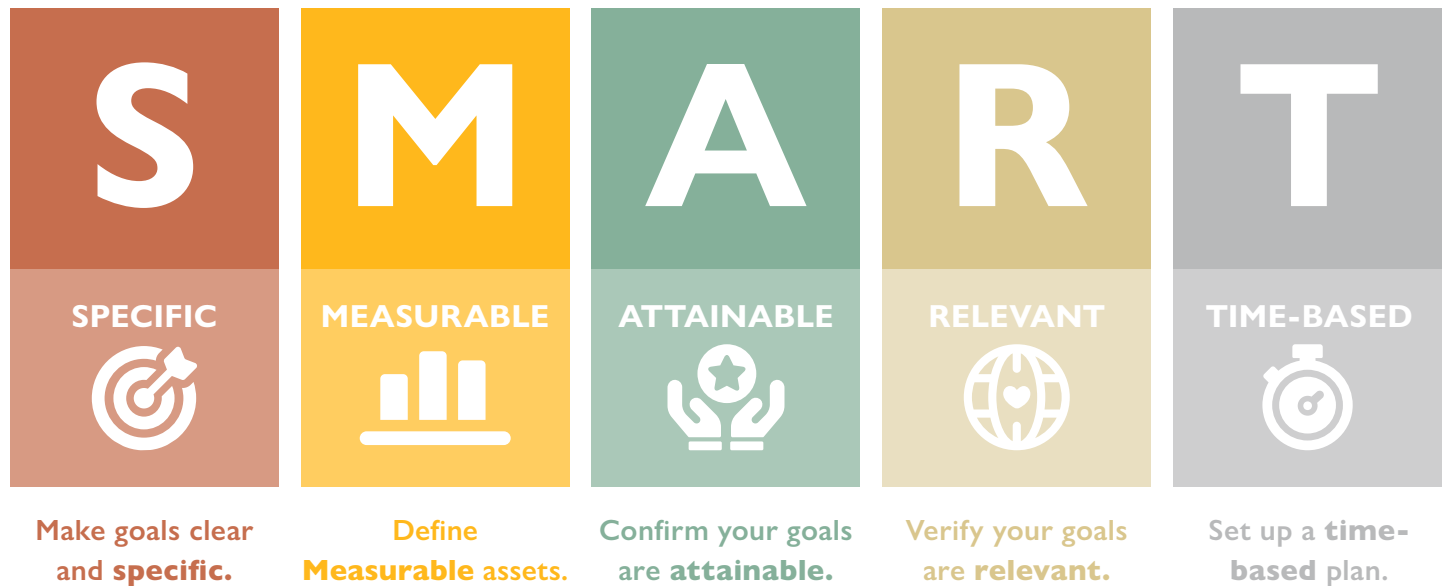 S
SPECIFIC
Make goals clear
and specific.
M
MEASURABLE
Define
Measurable assets.
A
ATTAINABLE
Confirm your goals
are attainable.
R
RELEVANT
Verify your goals
are relevant.
T
TIME-BASED
Set up a time-
based plan.